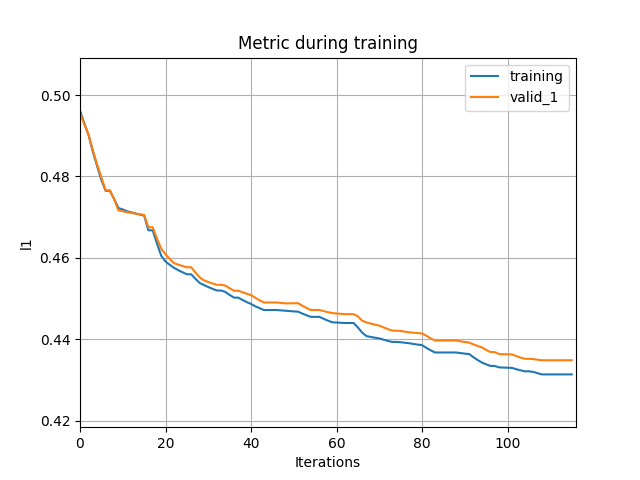 Metric during training
training
valid_1
0.50
0.48
0.46
0.44
0.42
l1
0 20 40 60 80 100
Iterations